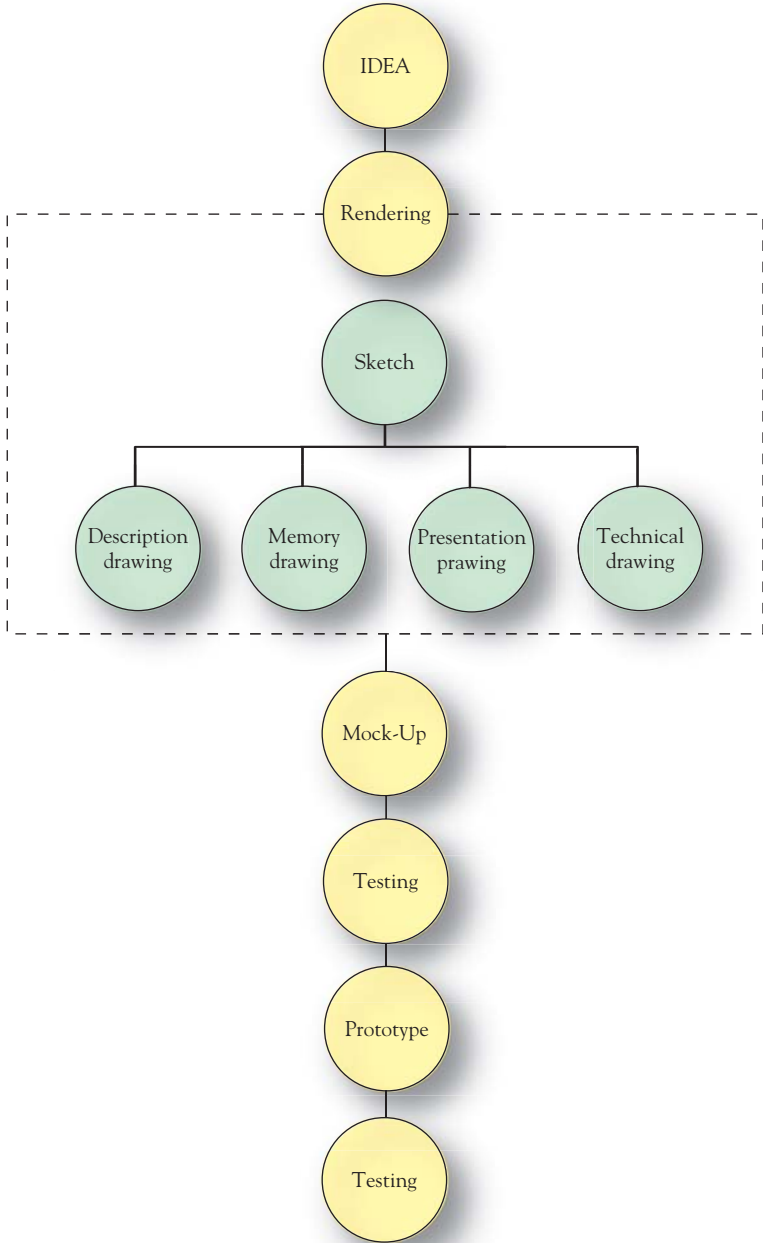 IDEA
Rendering
Sketch
Description
drawing
Memory
drawing
Presentation
prawing
Technical
drawing
Mock-Up
Testing
Prototype
Testing